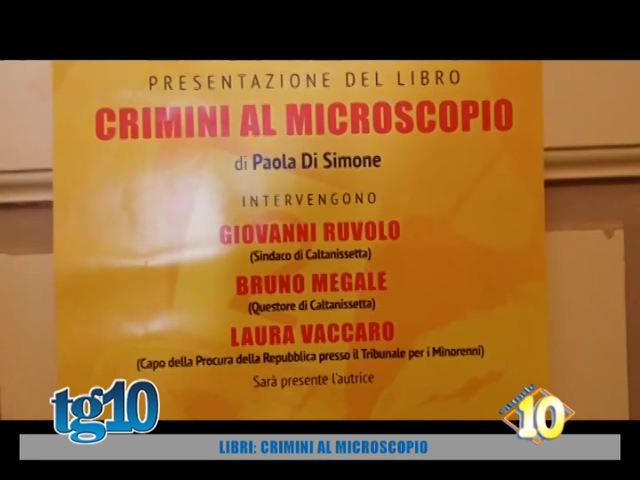 PRESENTAZIONE DEL LIBRO
CRIMINI AL MICROSCOPIO
di Paola Di Simone
INTERVENGONO
GIOVANNI RUVOLO
(Sindaco di Caltanissetta)
BRUNO MEGALE
(Questore di Caltanissetta)
LAURA VACCARO
(Capo della Procura della Repubblica presso il Tribunale per i Minorenni)
Sarà presente l'autrice
tg10
canale 10
LIBRI: CRIMINI AL MICROSCOPIO